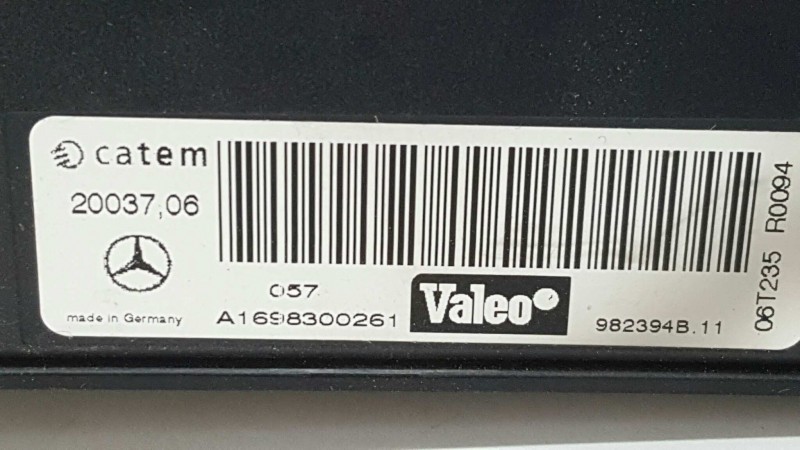 catem
20037,06
made in Germany
057
A1698300261
Valeo
982394B.11
06T235 R0094